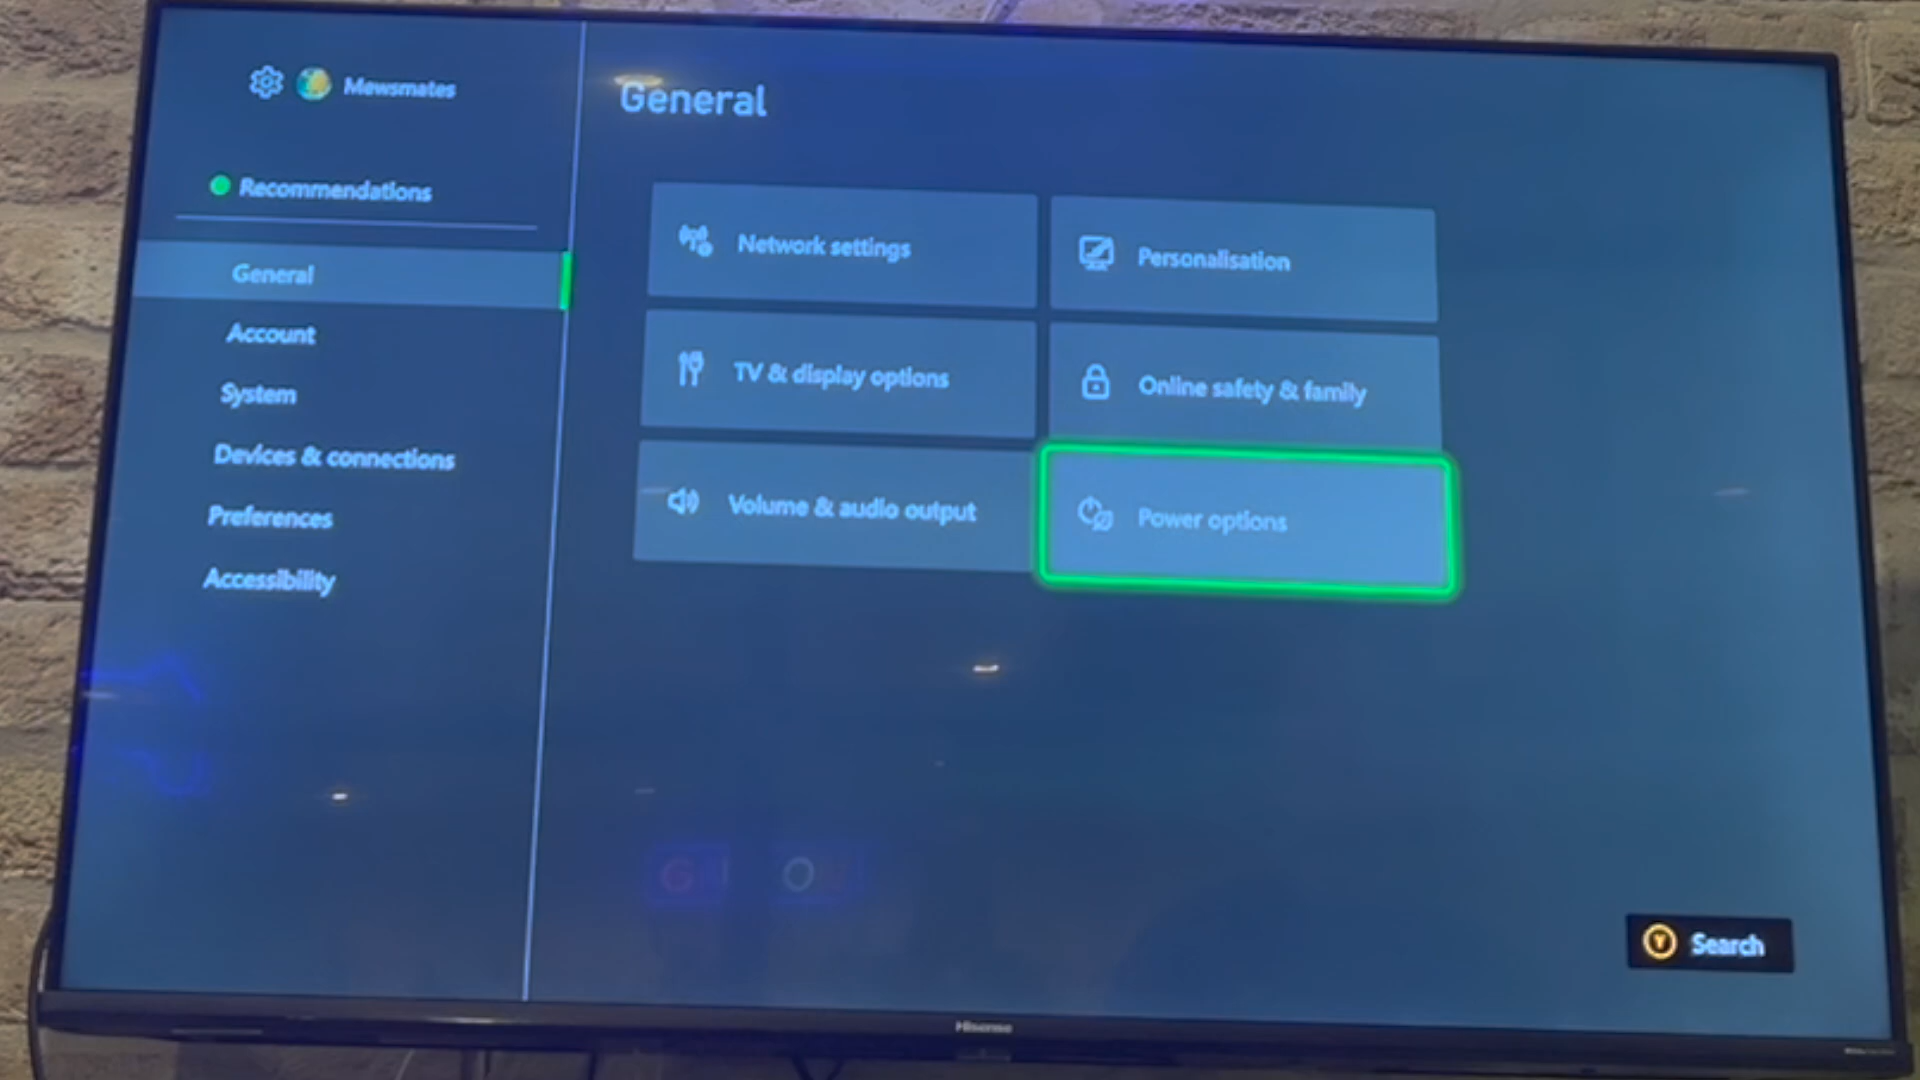 Mewsmates
Recommendations
General
Account
System
Devices & connections
Preferences
Accessibility
General
Network settings
Personalisation
TV & display options
Online safety & family
Volume & audio output
Power options
Y Search
Hisense